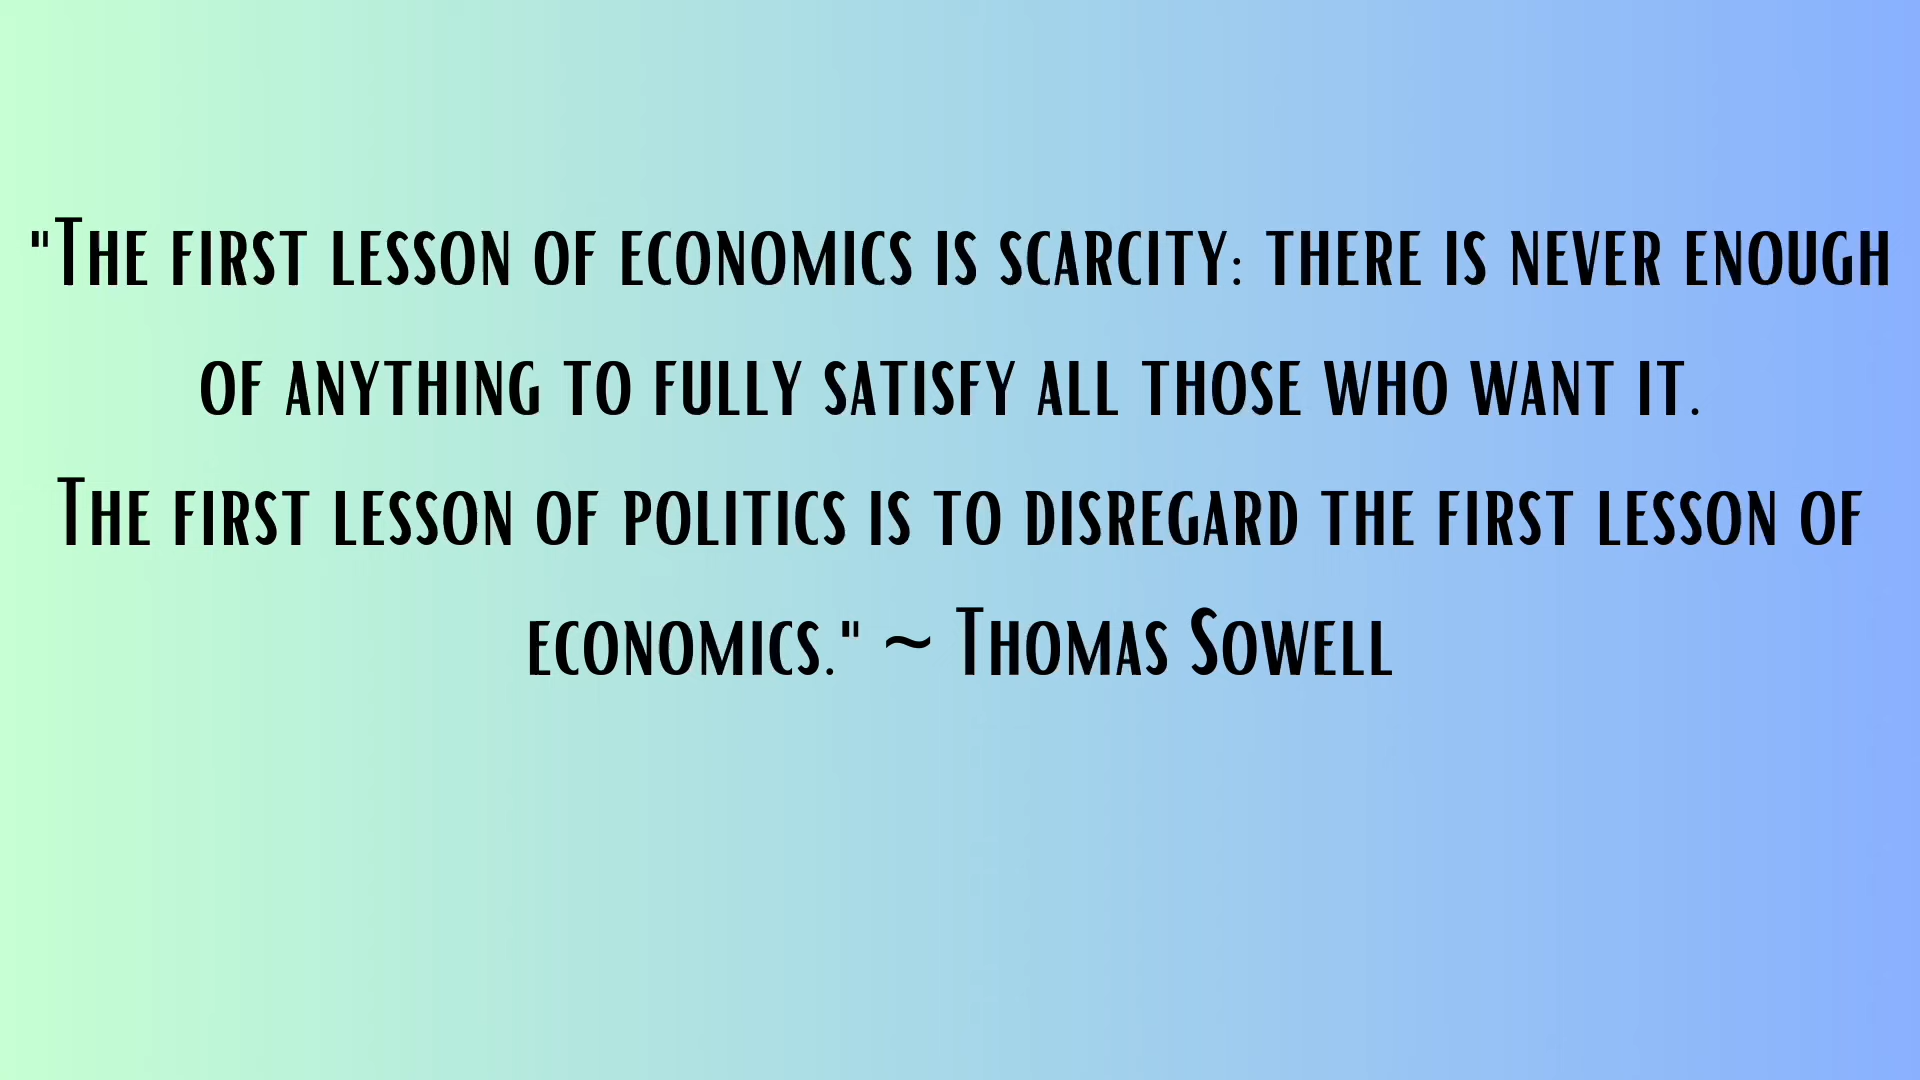 "The first lesson of economics is scarcity: there is never enough
of anything to fully satisfy all those who want it.
The first lesson of politics is to disregard the first lesson of
economics." ~ Thomas Sowell